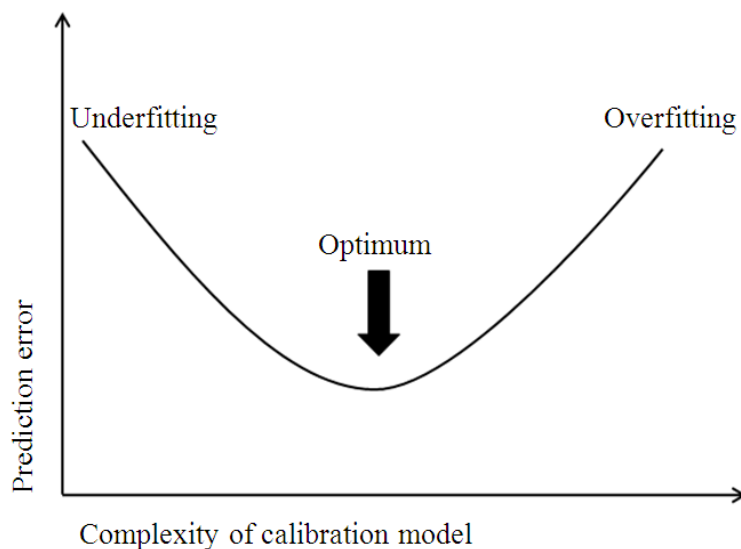 Underfitting
Overfitting
Optimum
Prediction error
Complexity of calibration model